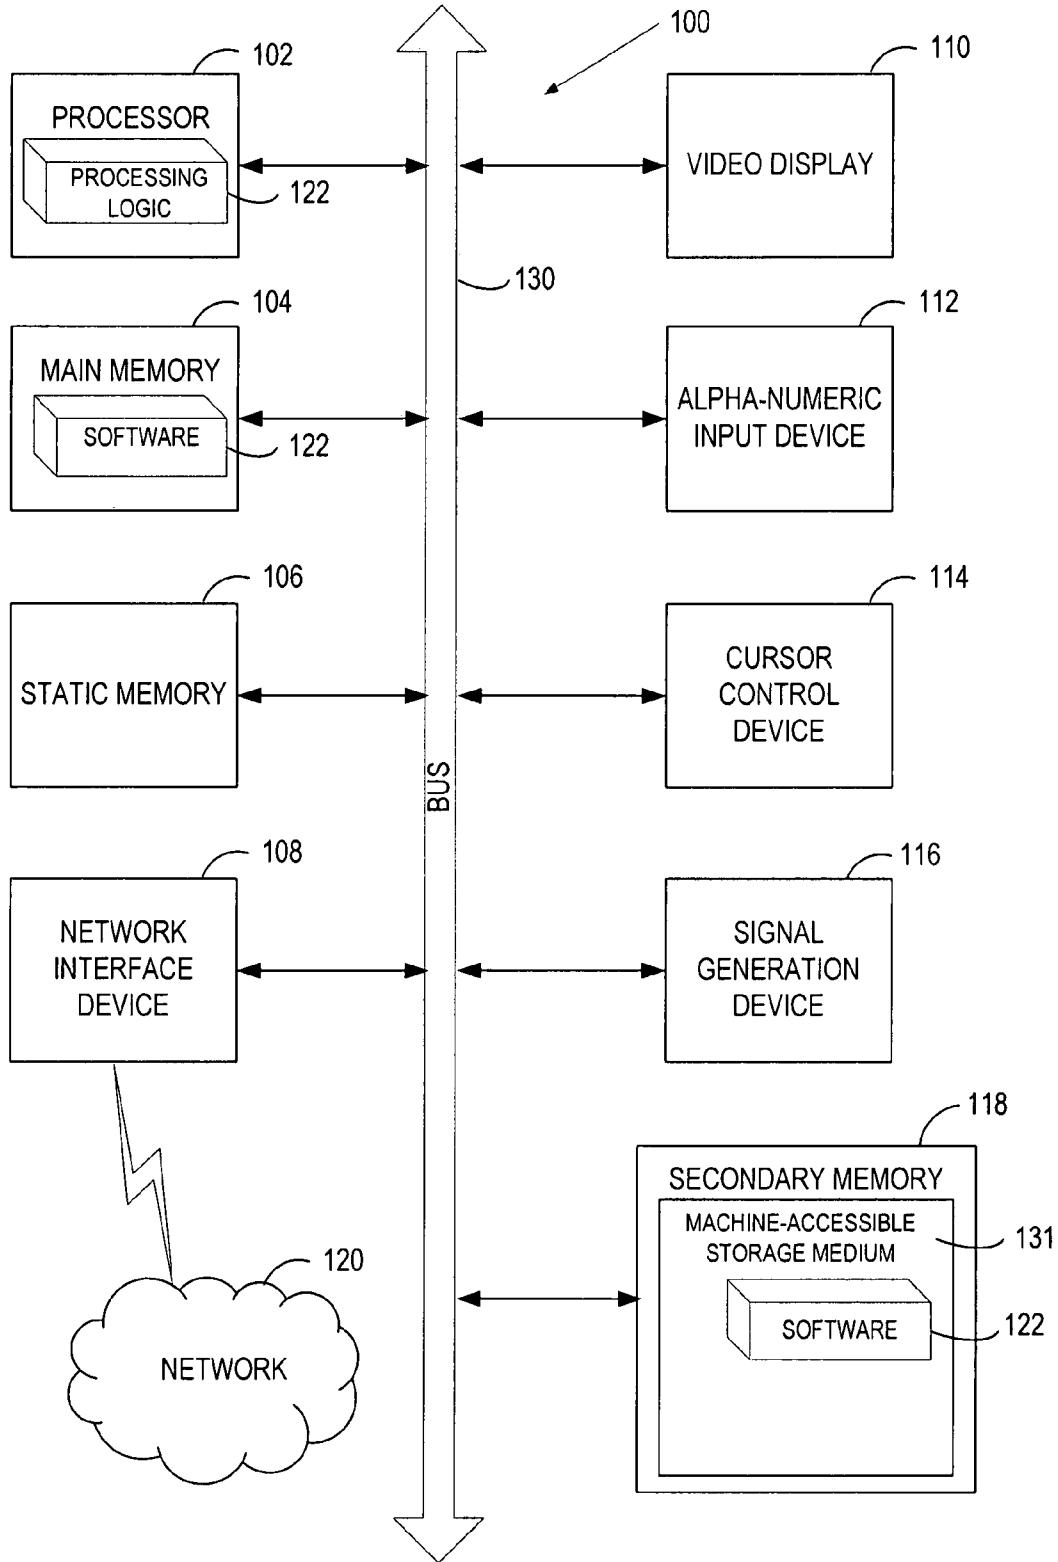 100
102
PROCESSOR
PROCESSING
LOGIC
122
110
VIDEO DISPLAY
130
104
MAIN MEMORY
SOFTWARE
122
112
ALPHA-NUMERIC
INPUT DEVICE
106
STATIC MEMORY
114
CURSOR
CONTROL
DEVICE
BUS
108
NETWORK
INTERFACE
DEVICE
116
SIGNAL
GENERATION
DEVICE
118
SECONDARY MEMORY
MACHINE-ACCESSIBLE
STORAGE MEDIUM
131
SOFTWARE
122
120
NETWORK